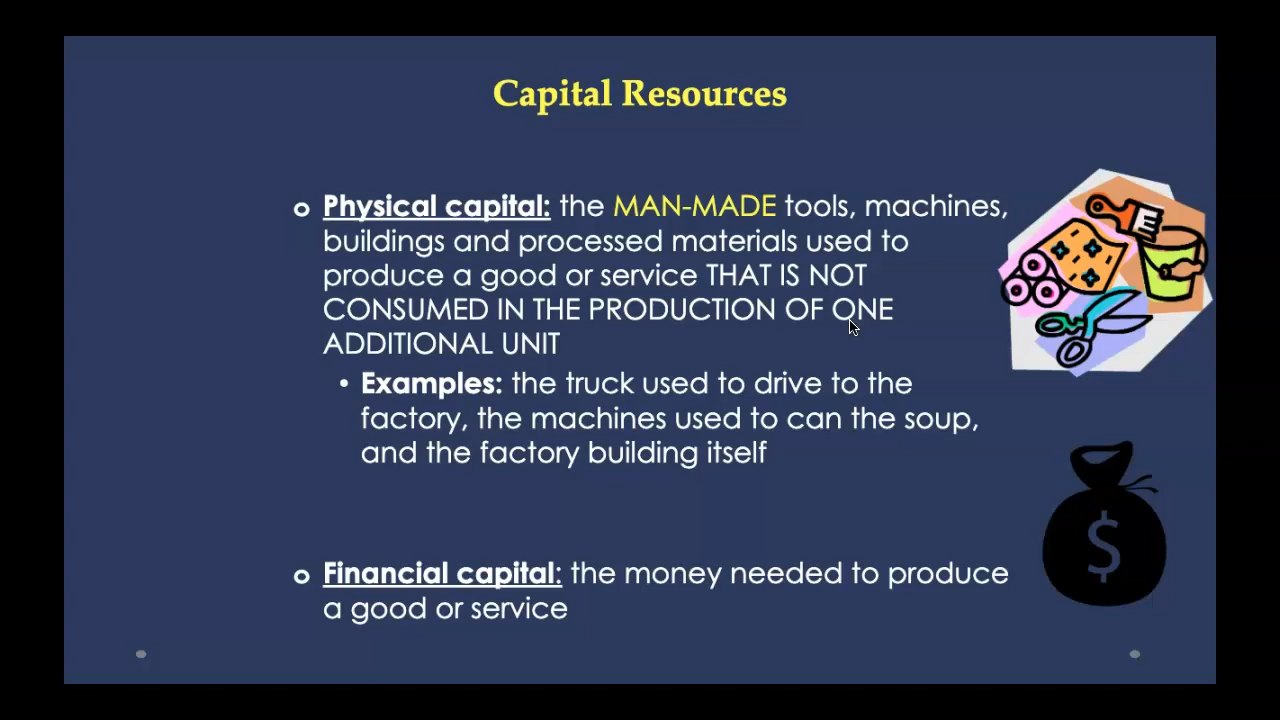 Capital Resources
o Physical capital: the MAN-MADE tools, machines,
buildings and processed materials used to
produce a good or service THAT IS NOT
CONSUMED IN THE PRODUCTION OF ONE
ADDITIONAL UNIT
• Examples: the truck used to drive to the
factory, the machines used to can the soup,
and the factory building itself
$
o Financial capital: the money needed to produce
a good or service